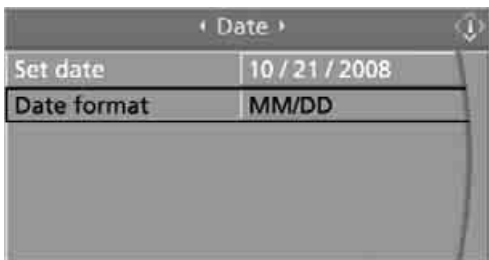 Date
Set date 10 / 21 / 2008
Date format MM/DD